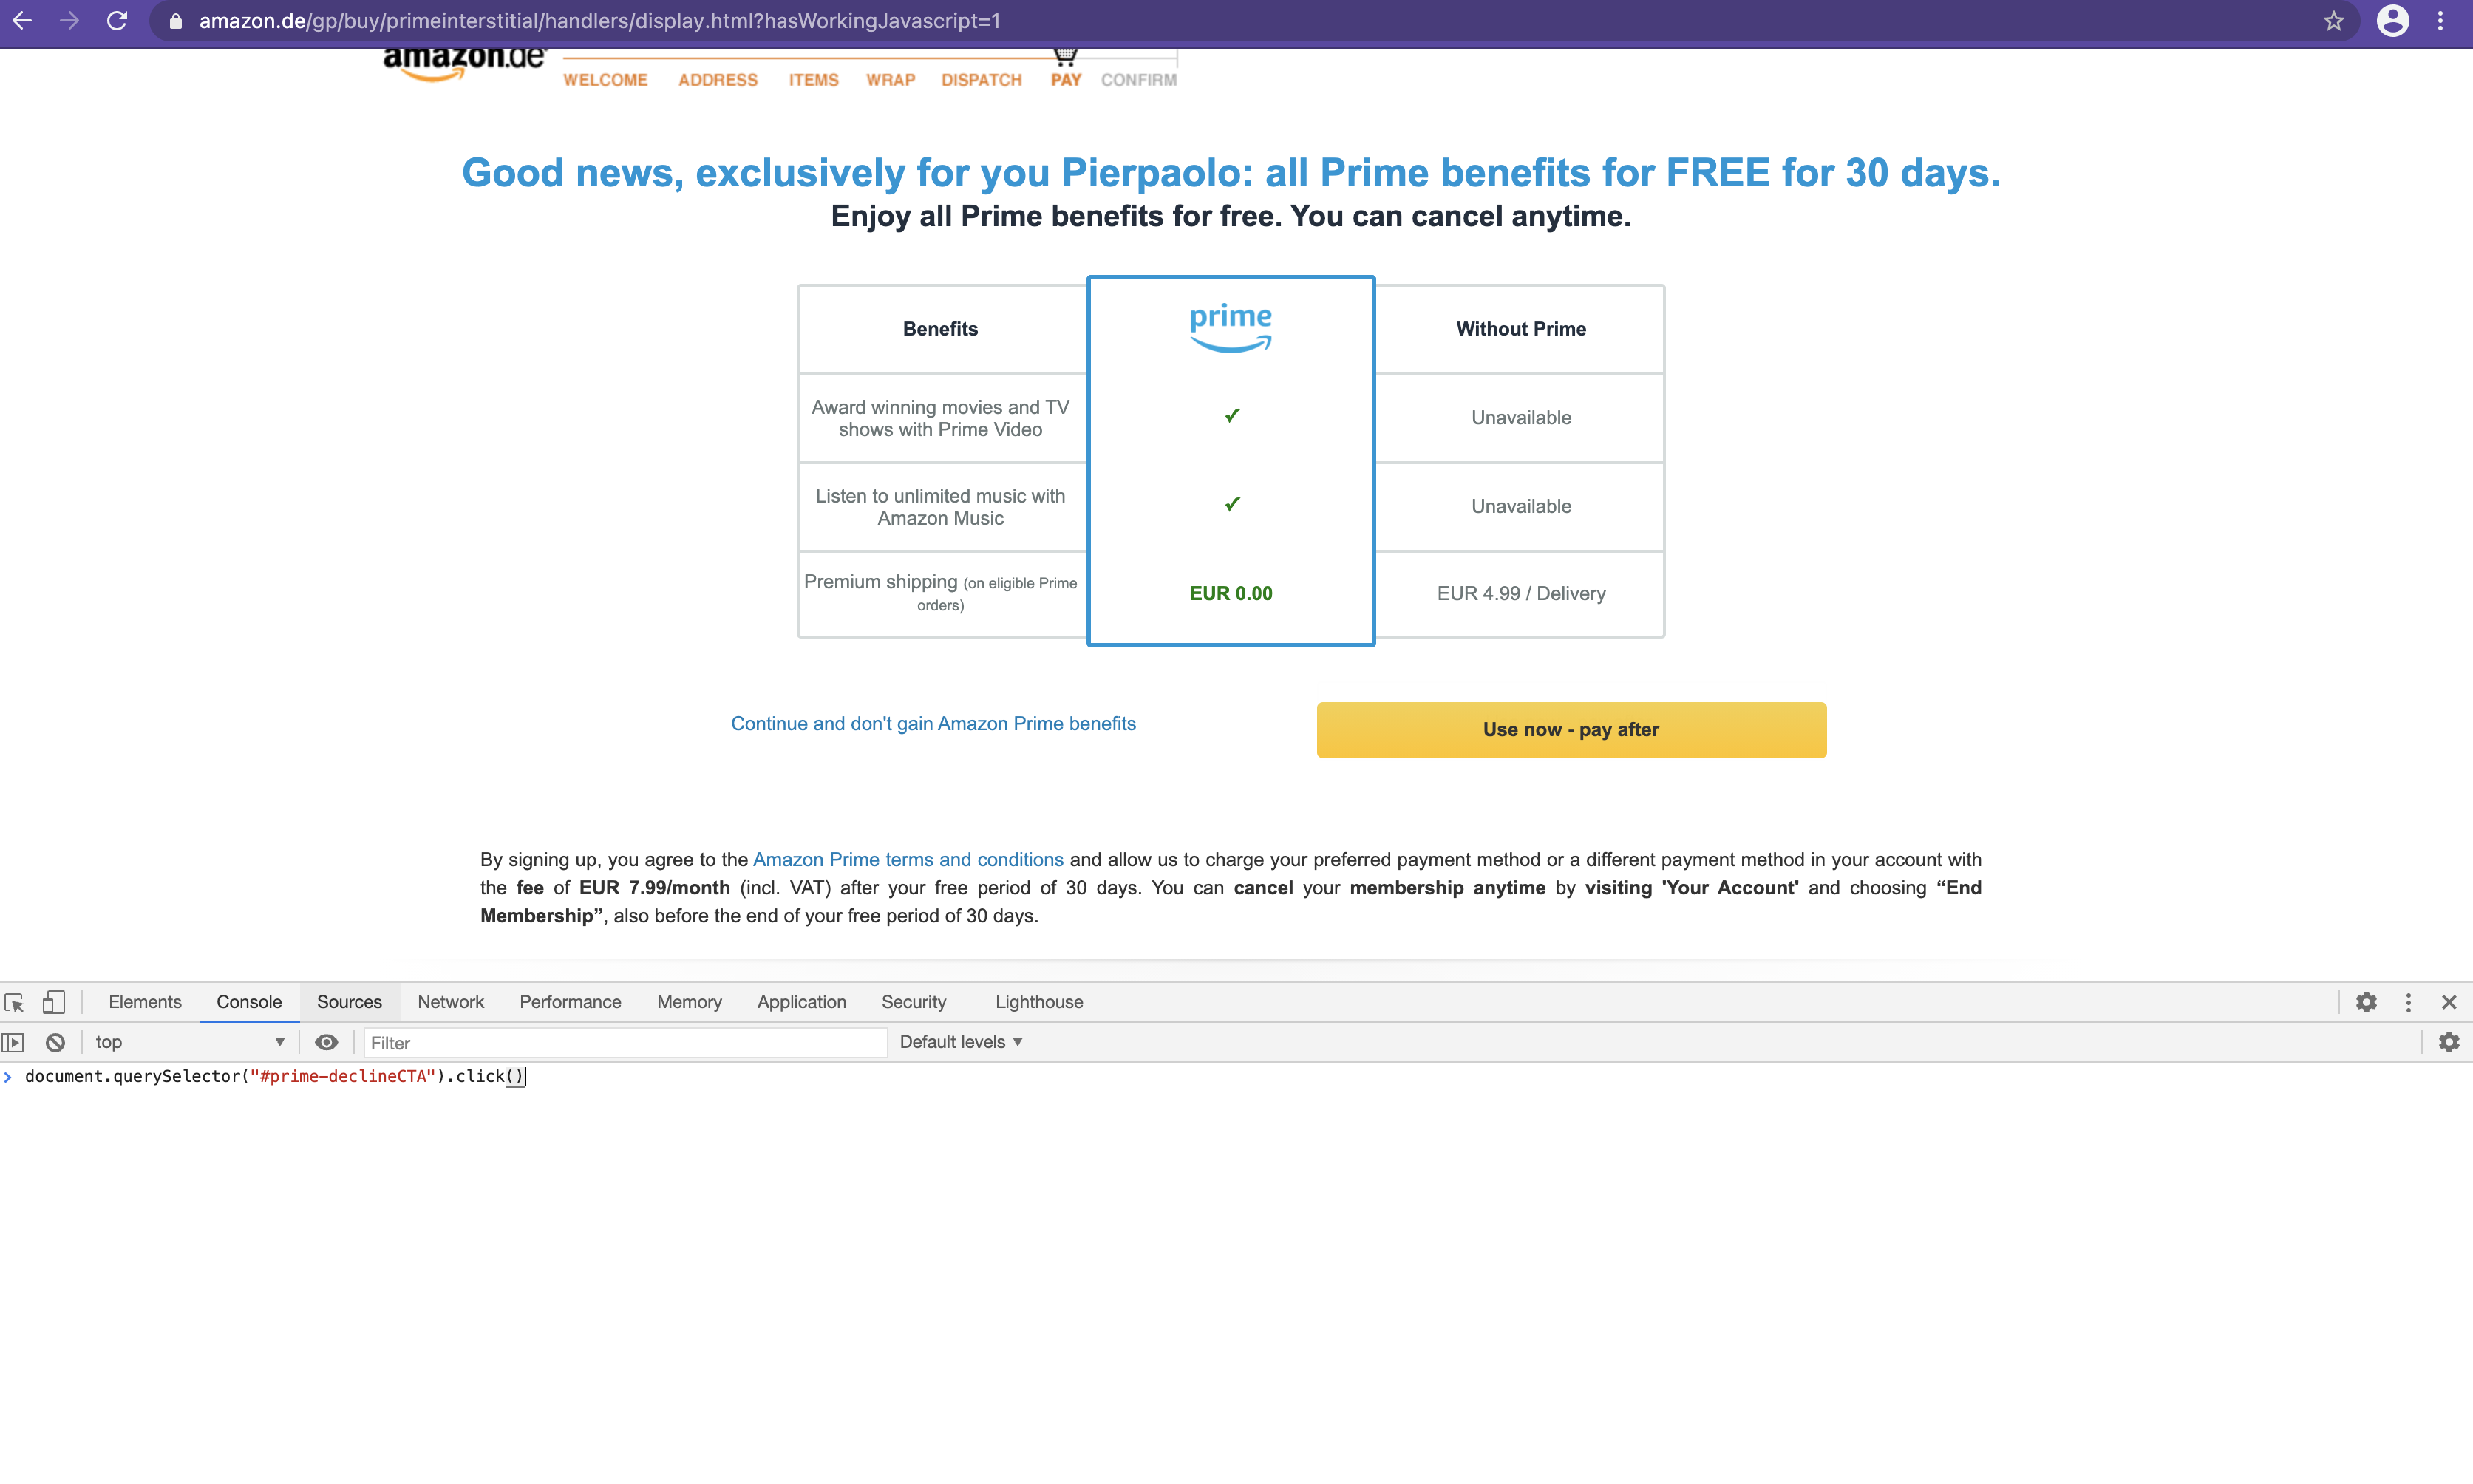 amazon.de/gp/buy/primeinterstitial/handlers/display.html?hasWorkingJavascript=1
amazon.de
WELCOME ADDRESS ITEMS WRAP DISPATCH PAY CONFIRM
Good news, exclusively for you Pierpaolo: all Prime benefits for FREE for 30 days.
Enjoy all Prime benefits for free. You can cancel anytime.
Benefits prime Without Prime
Award winning movies and TV
shows with Prime Video ✓ Unavailable
Listen to unlimited music with
Amazon Music ✓ Unavailable
Premium shipping (on eligible Prime
orders) EUR 0.00 EUR 4.99 / Delivery
Continue and don't gain Amazon Prime benefits Use now - pay after
By signing up, you agree to the Amazon Prime terms and conditions and allow us to charge your preferred payment method or a different payment method in your account with
the fee of EUR 7.99/month (incl. VAT) after your free period of 30 days. You can cancel your membership anytime by visiting 'Your Account' and choosing “End
Membership”, also before the end of your free period of 30 days.
Elements Console Sources Network Performance Memory Application Security Lighthouse
top Filter Default levels
document.querySelector("#prime-declineCTA").click()